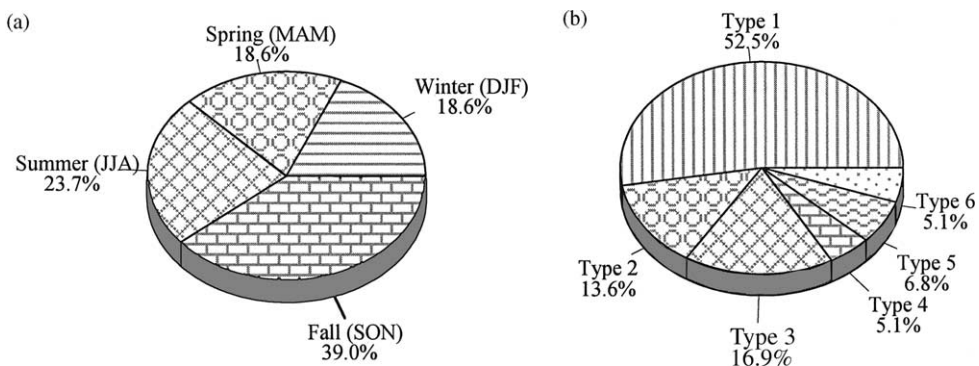 (a)
Spring (MAM)
18.6%
Winter (DJF)
18.6%
Summer (JJA)
23.7%
Fall (SON)
39.0%
(b)
Type 1
52.5%
Type 2
13.6%
Type 3
16.9%
Type 4
5.1%
Type 5
6.8%
Type 6
5.1%